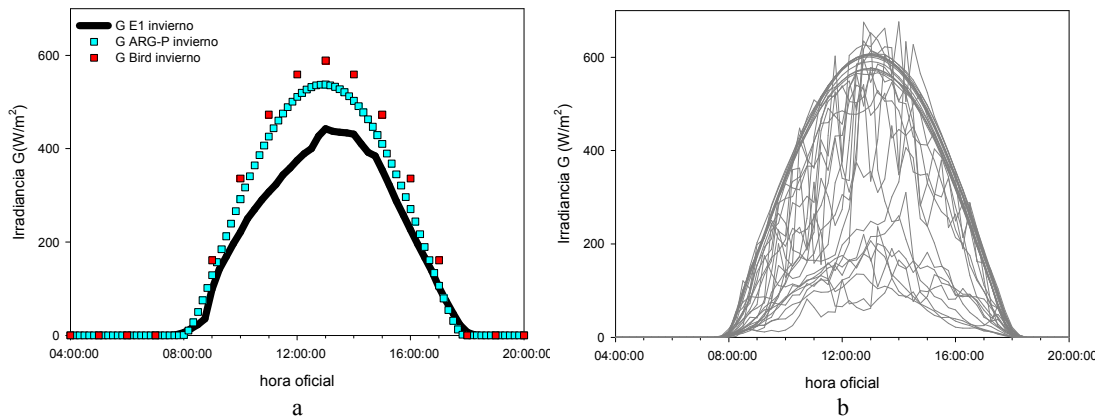 G E1 invierno
G ARG-P invierno
G Bird invierno
600
400
200
0
Irradiancia G(W/m²)
04:00:00 08:00:00 12:00:00 16:00:00 20:00:00
hora oficial
a
600
400
200
0
Irradiancia G (W/m²)
04:00:00 08:00:00 12:00:00 16:00:00 20:00:00
hora oficial
b